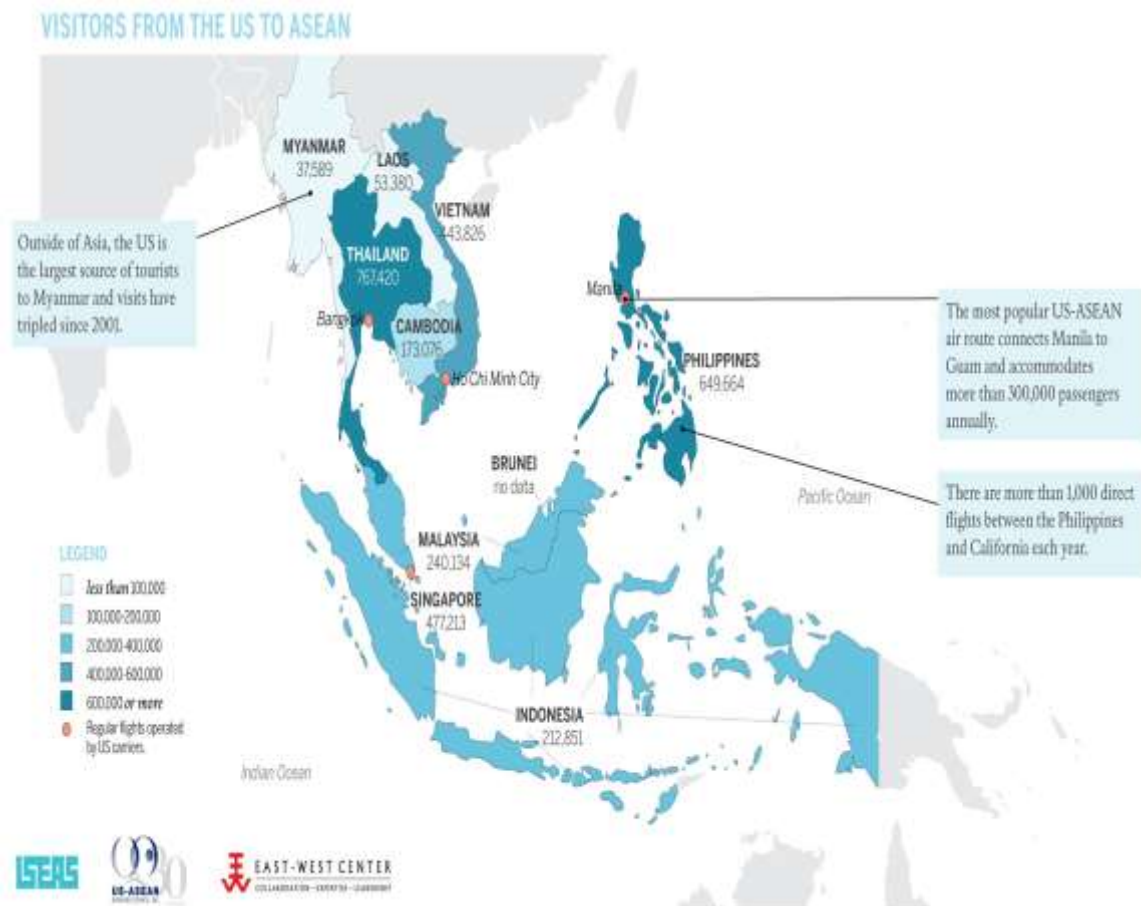 VISITORS FROM THE US TO ASEAN
MYANMAR
37,589
LAOS
53,380
VIETNAM
443,826
Outside of Asia, the US is
the largest source of tourists
to Myanmar and visits have
tripled since 2001.
THAILAND
767,420
Bangkok
CAMBODIA
173,076
Ho Chi Minh City
Manila
PHILIPPINES
649,664
The most popular US-ASEAN
air route connects Manila to
Guam and accommodates
more than 300,000 passengers
annually.
BRUNEI
no data
Pacific Ocean
There are more than 1,000 direct
flights between the Philippines
and California each year.
MALAYSIA
240,134
SINGAPORE
477,213
LEGEND
less than 100,000
100,000-200,000
200,000-400,000
400,000-600,000
600,000 or more
Regular flights operated
by US carriers.
INDONESIA
212,851
Indian Ocean
ISEAS
US-ASEAN
EAST-WEST CENTER
COLLABORATION · EXPERTISE · LEADERSHIP